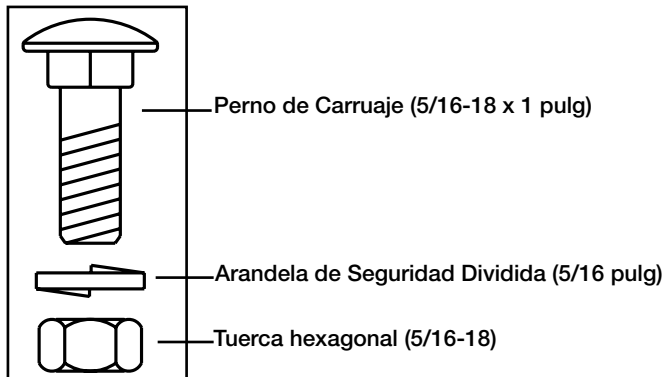 Perno de Carruaje (5/16-18 x 1 pulg)
Arandela de Seguridad Dividida (5/16 pulg)
Tuerca hexagonal (5/16-18)